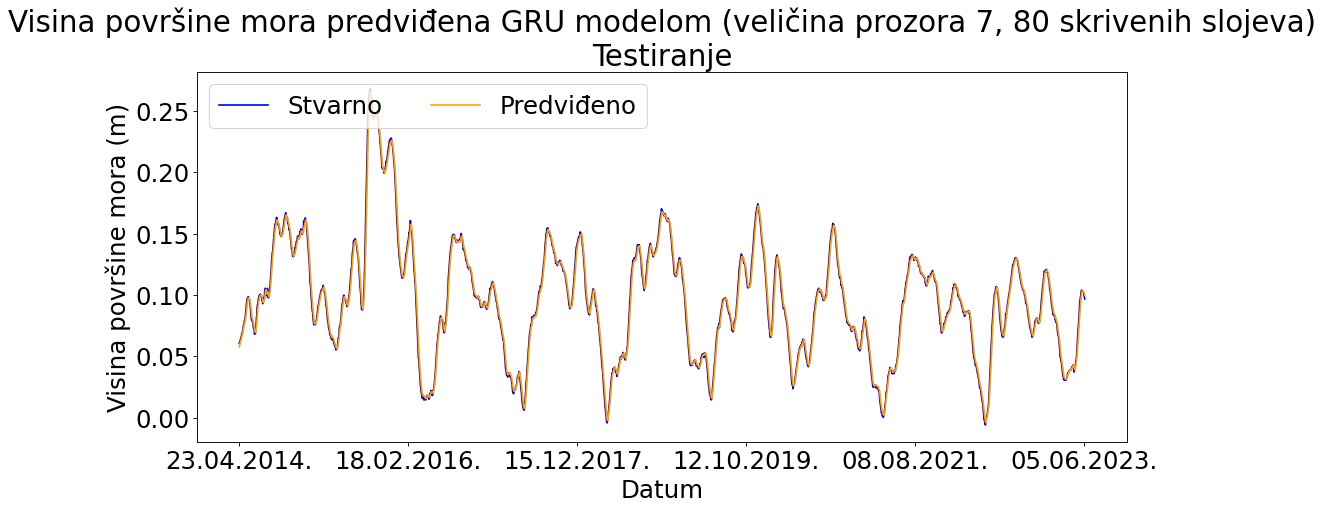 Visina površine mora predviđena GRU modelom (veličina prozora 7, 80 skrivenih slojeva)
Testiranje
Stvarno
Predviđeno
Visina površine mora (m)
0.25
0.20
0.15
0.10
0.05
0.00
23.04.2014. 18.02.2016. 15.12.2017. 12.10.2019. 08.08.2021. 05.06.2023.
Datum